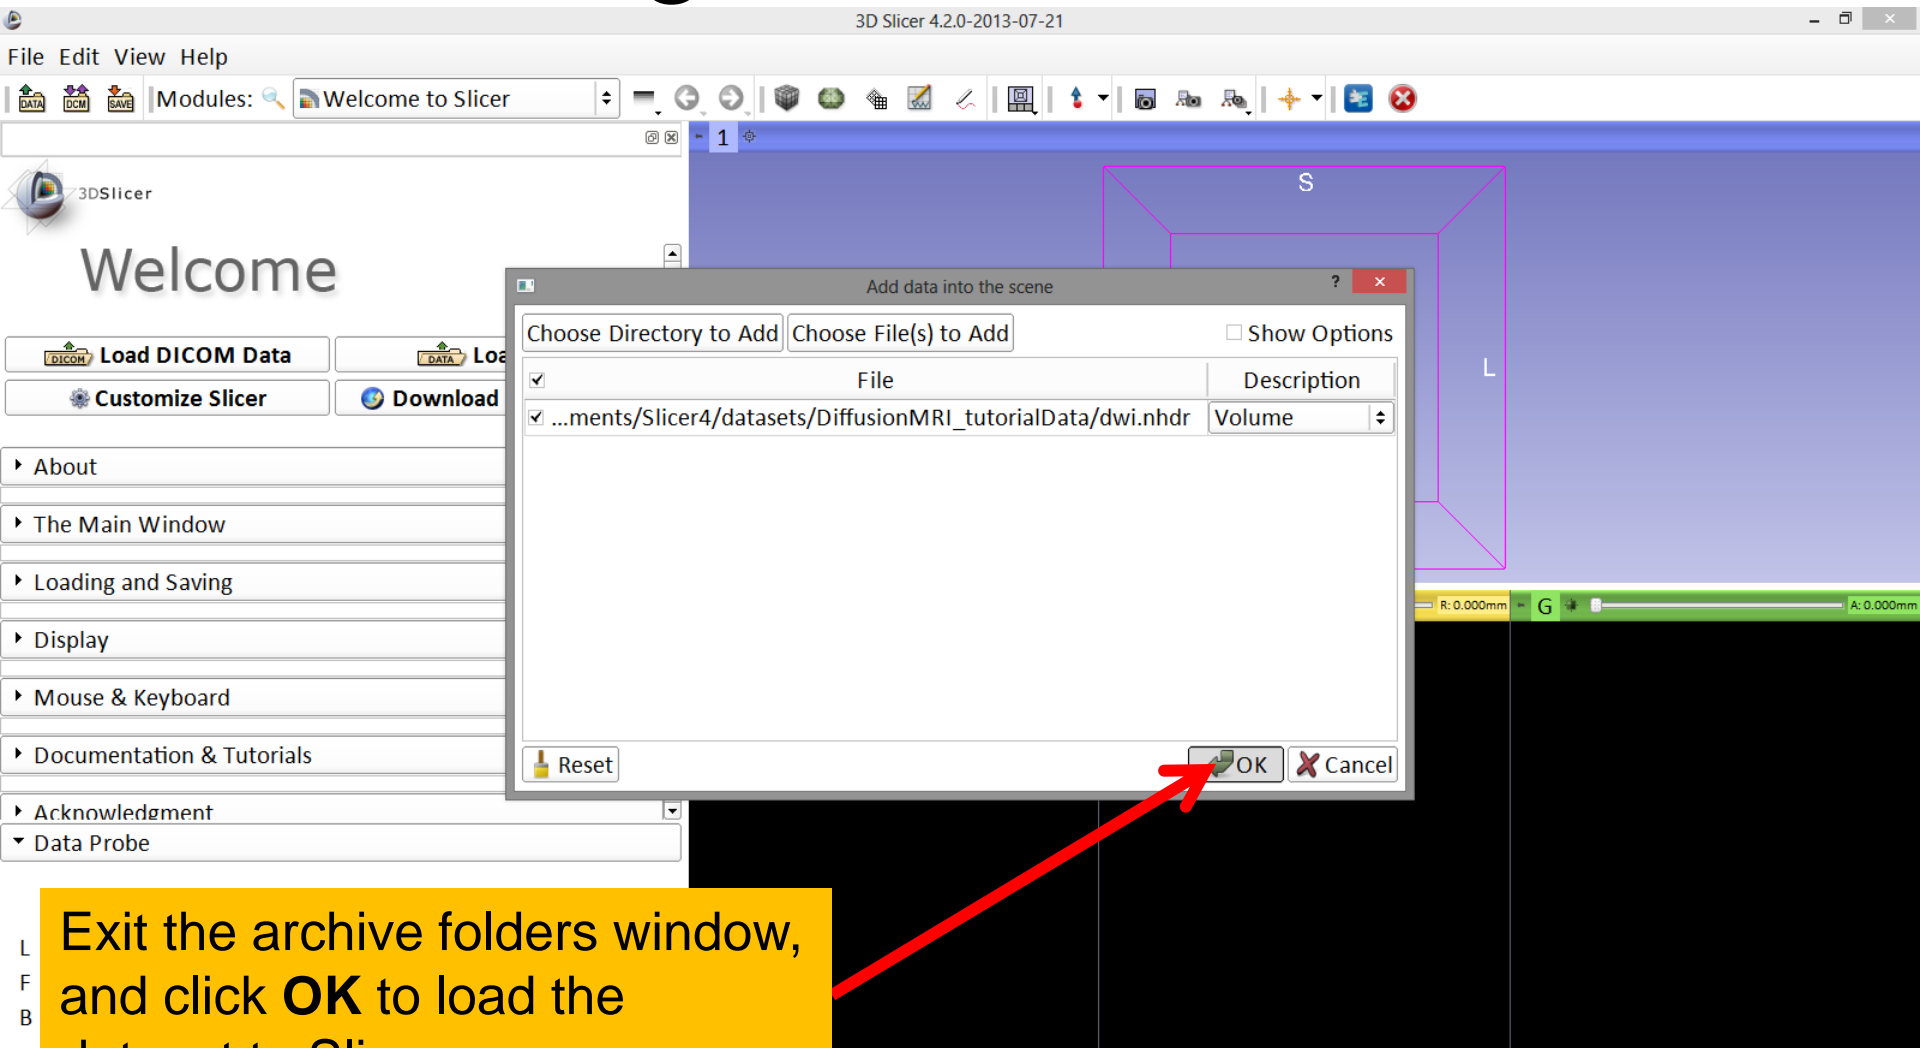 3D Slicer 4.2.0-2013-07-21
File Edit View Help
DATA DCM SAVE Modules: Welcome to Slicer
1
3DSlicer
S
Welcome
Add data into the scene
?
Choose Directory to Add Choose File(s) to Add Show Options
DICOM Load DICOM Data DATA
L
File Description
Customize Slicer Download
...ments/Slicer4/datasets/DiffusionMRI_tutorialData/dwi.nhdr Volume
About
The Main Window
Loading and Saving
R: 0.000mm G A: 0.000mm
Display
Mouse & Keyboard
Documentation & Tutorials
Reset OK Cancel
Acknowledgment
Data Probe
L
F
B
Exit the archive folders window,
and click OK to load the